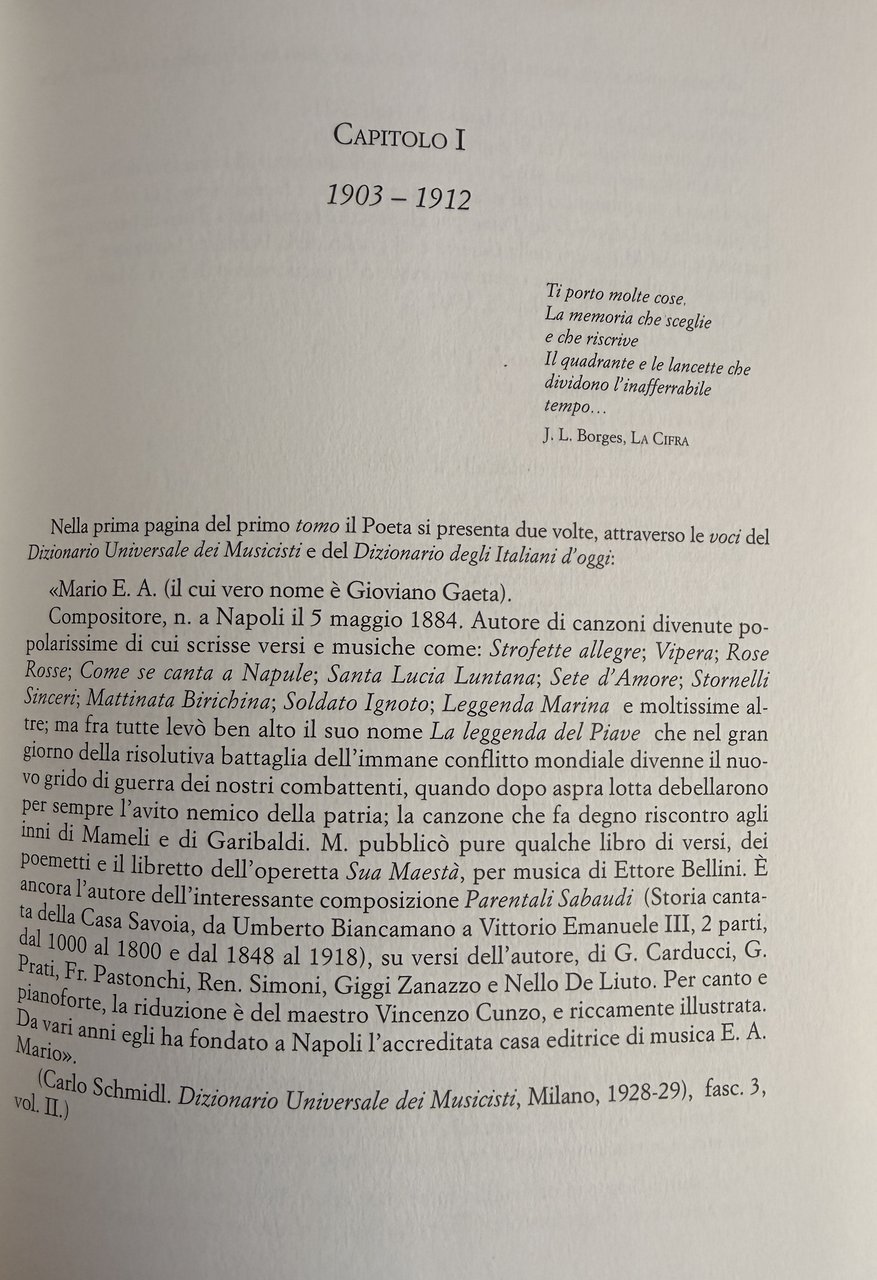 CAPITOLO I
1903 – 1912
Ti porto molte cose.
La memoria che sceglie
e che riscrive
Il quadrante e le lancette che
dividono l'inafferrabile
tempo…
J. L. Borges, LA CIFRA
Nella prima pagina del primo tomo il Poeta si presenta due volte, attraverso le voci del
Dizionario Universale dei Musicisti e del Dizionario degli Italiani d'oggi:
«Mario E. A. (il cui vero nome è Gioviano Gaeta).
Compositore, n. a Napoli il 5 maggio 1884. Autore di canzoni divenute po-
polarissime di cui scrisse versi e musiche come: Strofette allegre; Vipera; Rose
Rosse; Come se canta a Napule; Santa Lucia Luntana; Sete d'Amore; Stornelli
Sinceri; Mattinata Birichina; Soldato Ignoto; Leggenda Marina e moltissime al-
tre; ma fra tutte levò ben alto il suo nome La leggenda del Piave che nel gran
giorno della risolutiva battaglia dell'immane conflitto mondiale divenne il nuo-
vo grido di guerra dei nostri combattenti, quando dopo aspra lotta debellarono
per sempre l'avito nemico della patria; la canzone che fa degno riscontro agli
inni di Mameli e di Garibaldi. M. pubblicò pure qualche libro di versi, dei
poemetti e il libretto dell'operetta Sua Maestà, per musica di Ettore Bellini. È
ancora l'autore dell'interessante composizione Parentali Sabaudi (Storia canta-
ta della Casa Savoia, da Umberto Biancamano a Vittorio Emanuele III, 2 parti,
dal 1000 al 1800 e dal 1848 al 1918), su versi dell'autore, di G. Carducci, G.
Prati, Fr. Pastonchi, Ren. Simoni, Giggi Zanazzo e Nello De Liuto. Per canto e
pianoforte, la riduzione è del maestro Vincenzo Cunzo, e riccamente illustrata.
Da vari anni egli ha fondato a Napoli l'accreditata casa editrice di musica E. A.
Mario».
(Carlo Schmidl. Dizionario Universale dei Musicisti, Milano, 1928-29), fasc. 3,
vol. II.)